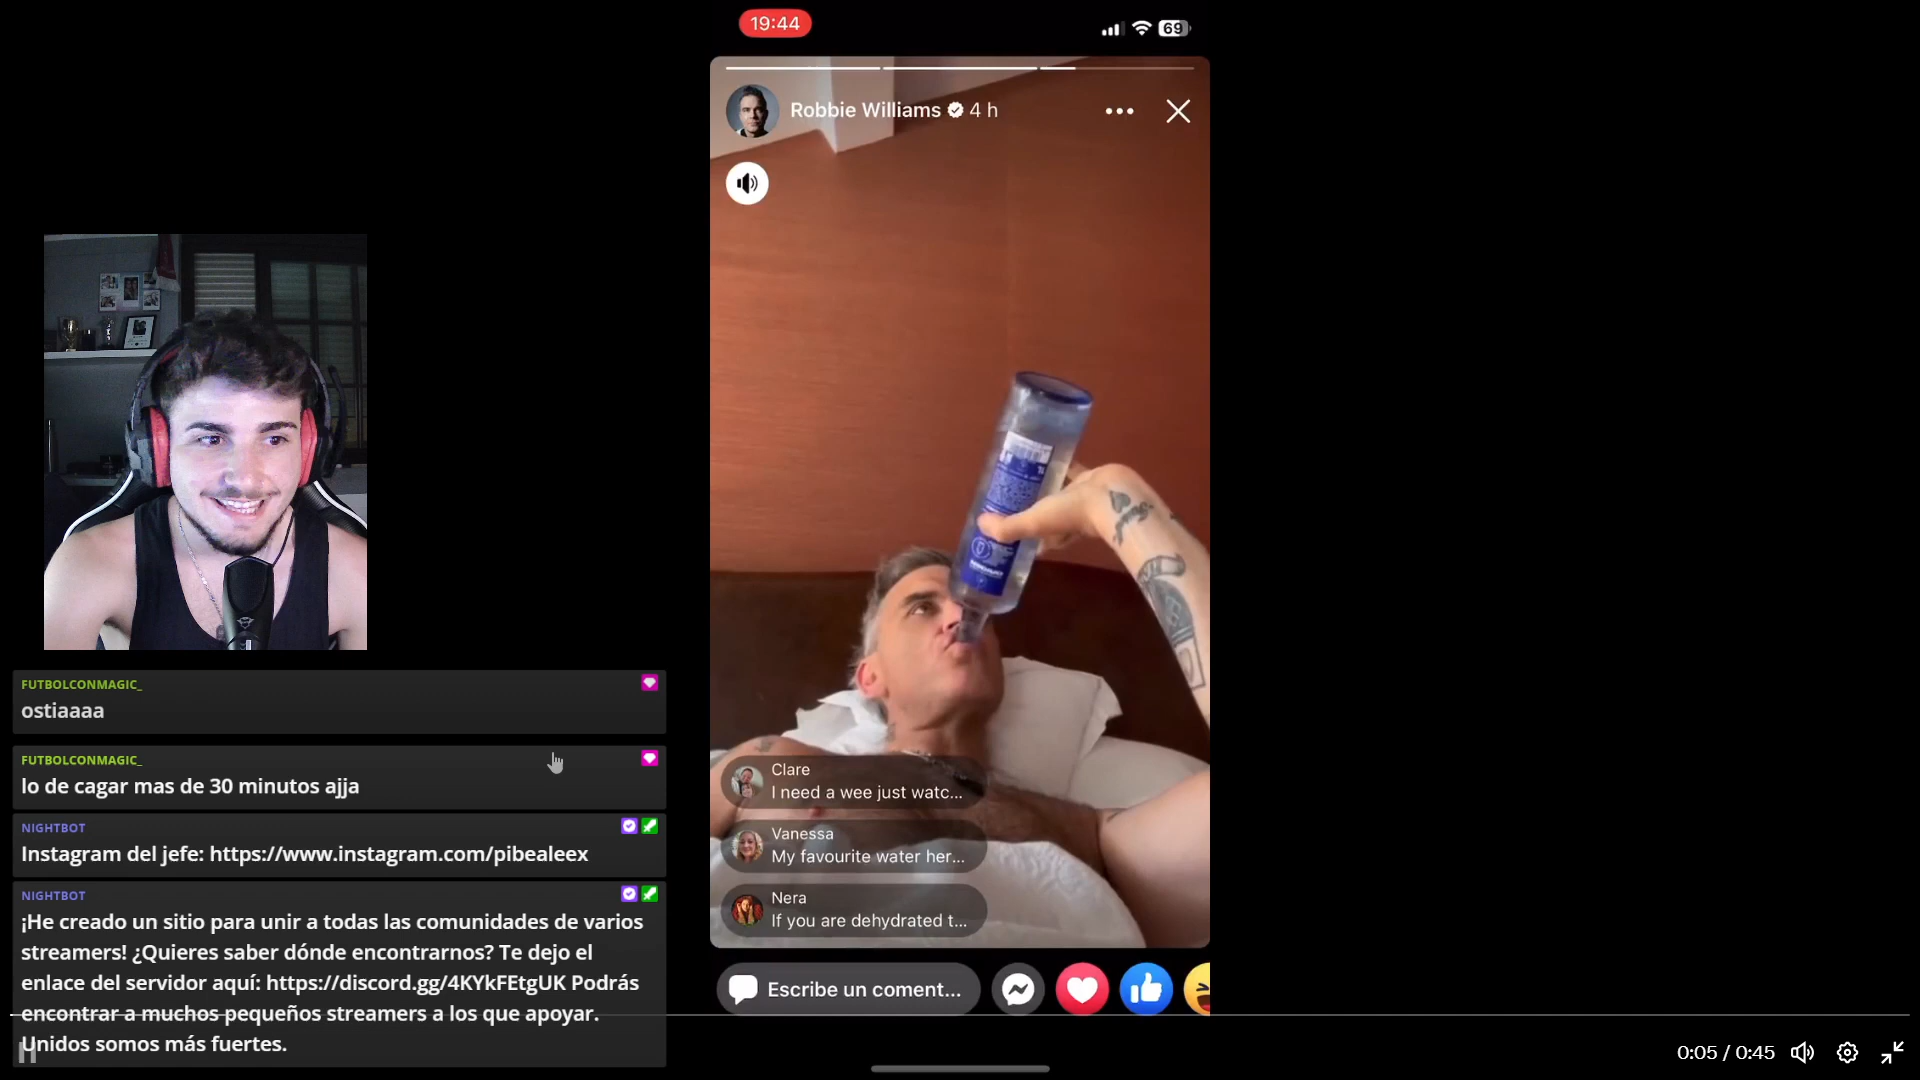 19:44
69
Robbie Williams 4 h
Clare
I need a wee just watc...
Vanessa
My favourite water her...
Nera
If you are dehydrated t...
Escribe un coment...
FUTBOLCONMAGIC_
ostiaaaa
FUTBOLCONMAGIC_
lo de cagar mas de 30 minutos ajja
NIGHTBOT
Instagram del jefe: https://www.instagram.com/pibealeex
NIGHTBOT
¡He creado un sitio para unir a todas las comunidades de varios
streamers! ¿Quieres saber dónde encontrarnos? Te dejo el
enlace del servidor aquí: https://discord.gg/4KYkFEtgUK Podrás
encontrar a muchos pequeños streamers a los que apoyar.
Unidos somos más fuertes.
0:05 / 0:45